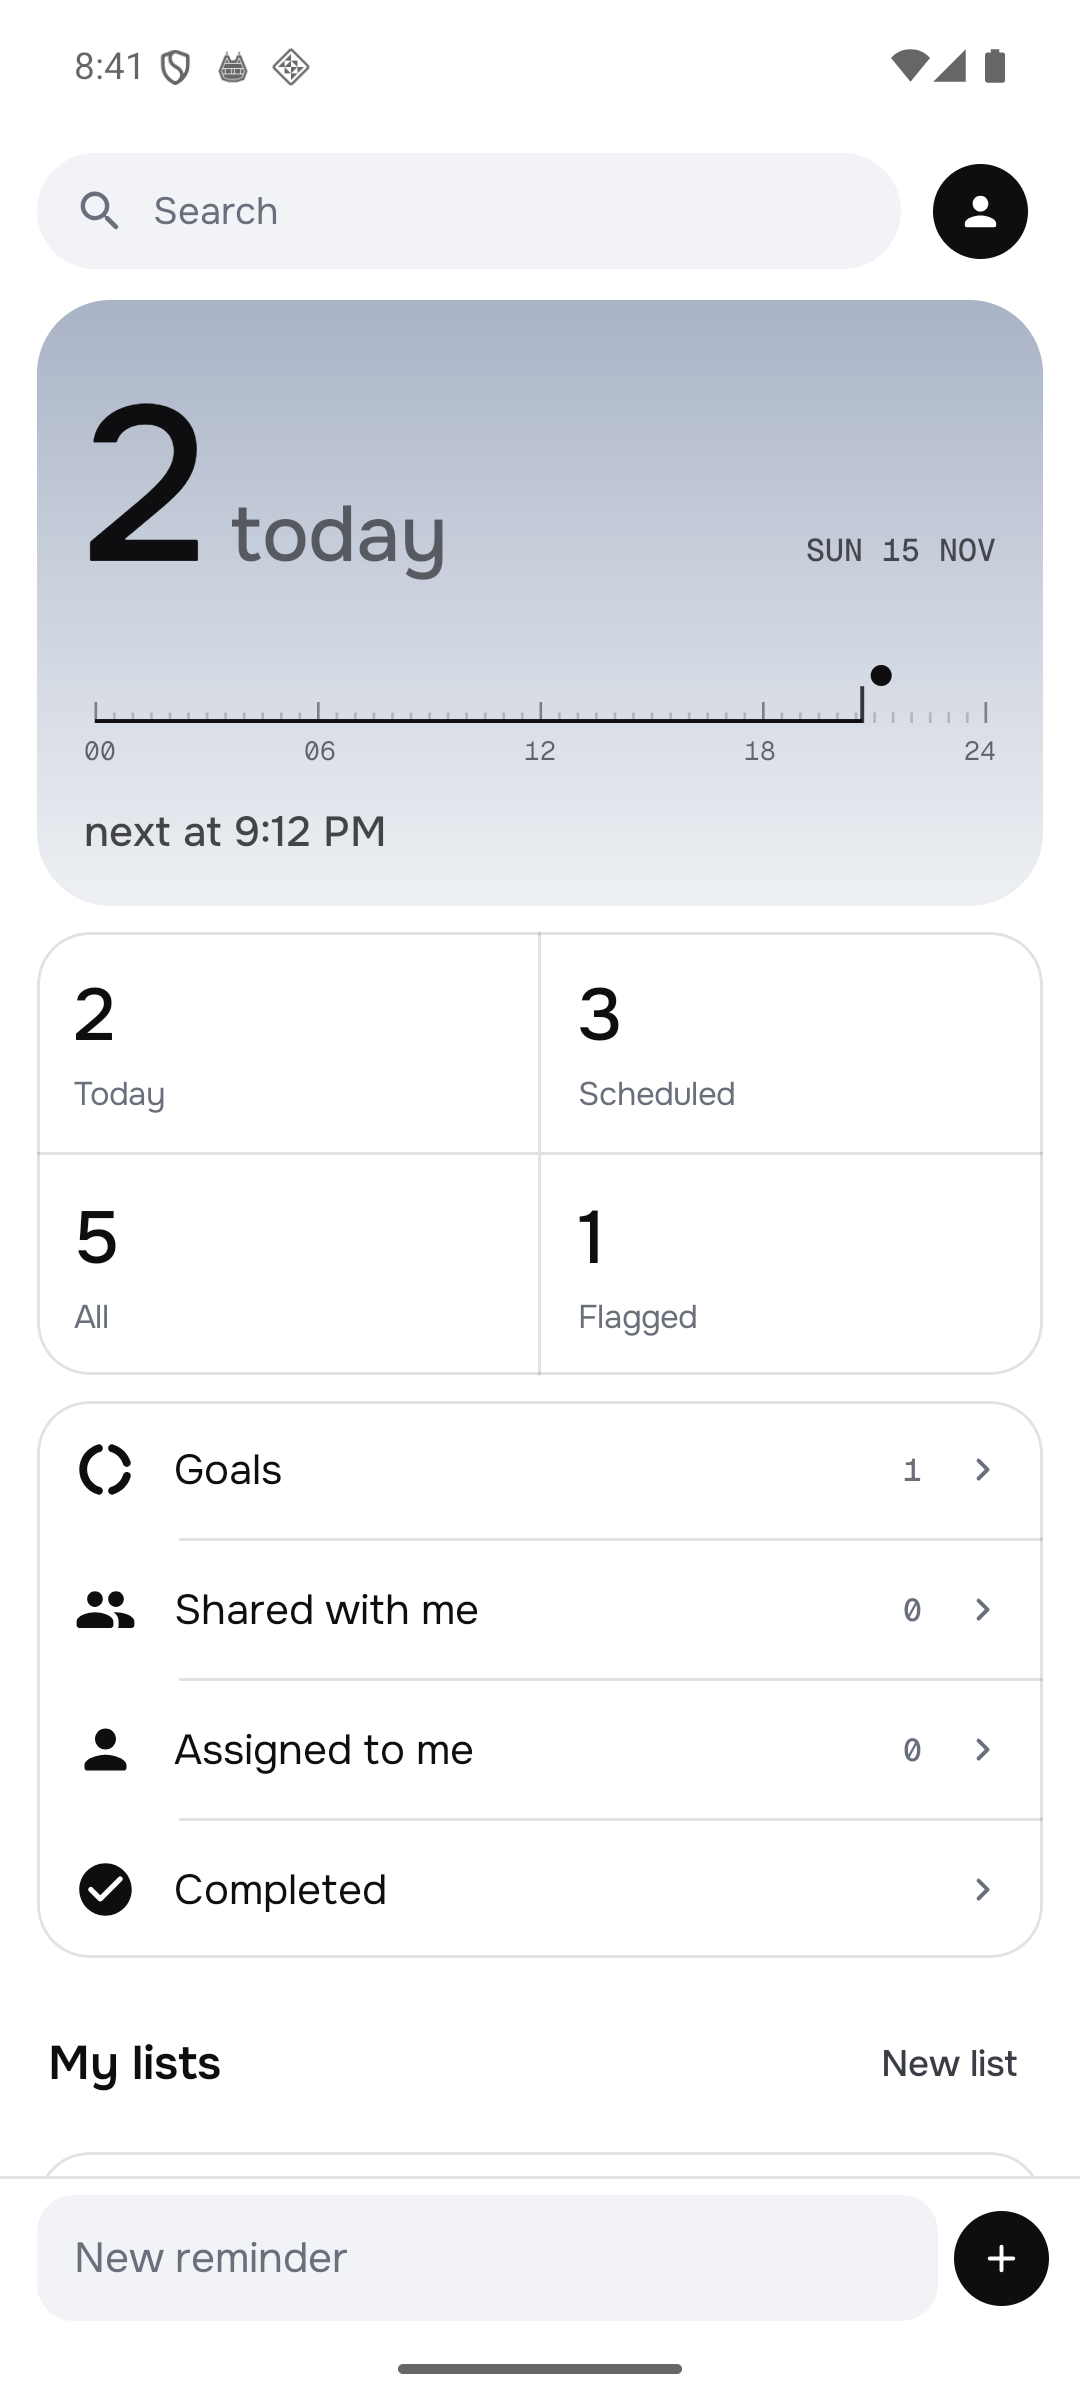 8:41
Search
2 today
SUN 15 NOV
00 06 12 18 24
next at 9:12 PM
2
Today
3
Scheduled
5
All
1
Flagged
Goals 1
Shared with me 0
Assigned to me 0
Completed
My lists
New list
New reminder